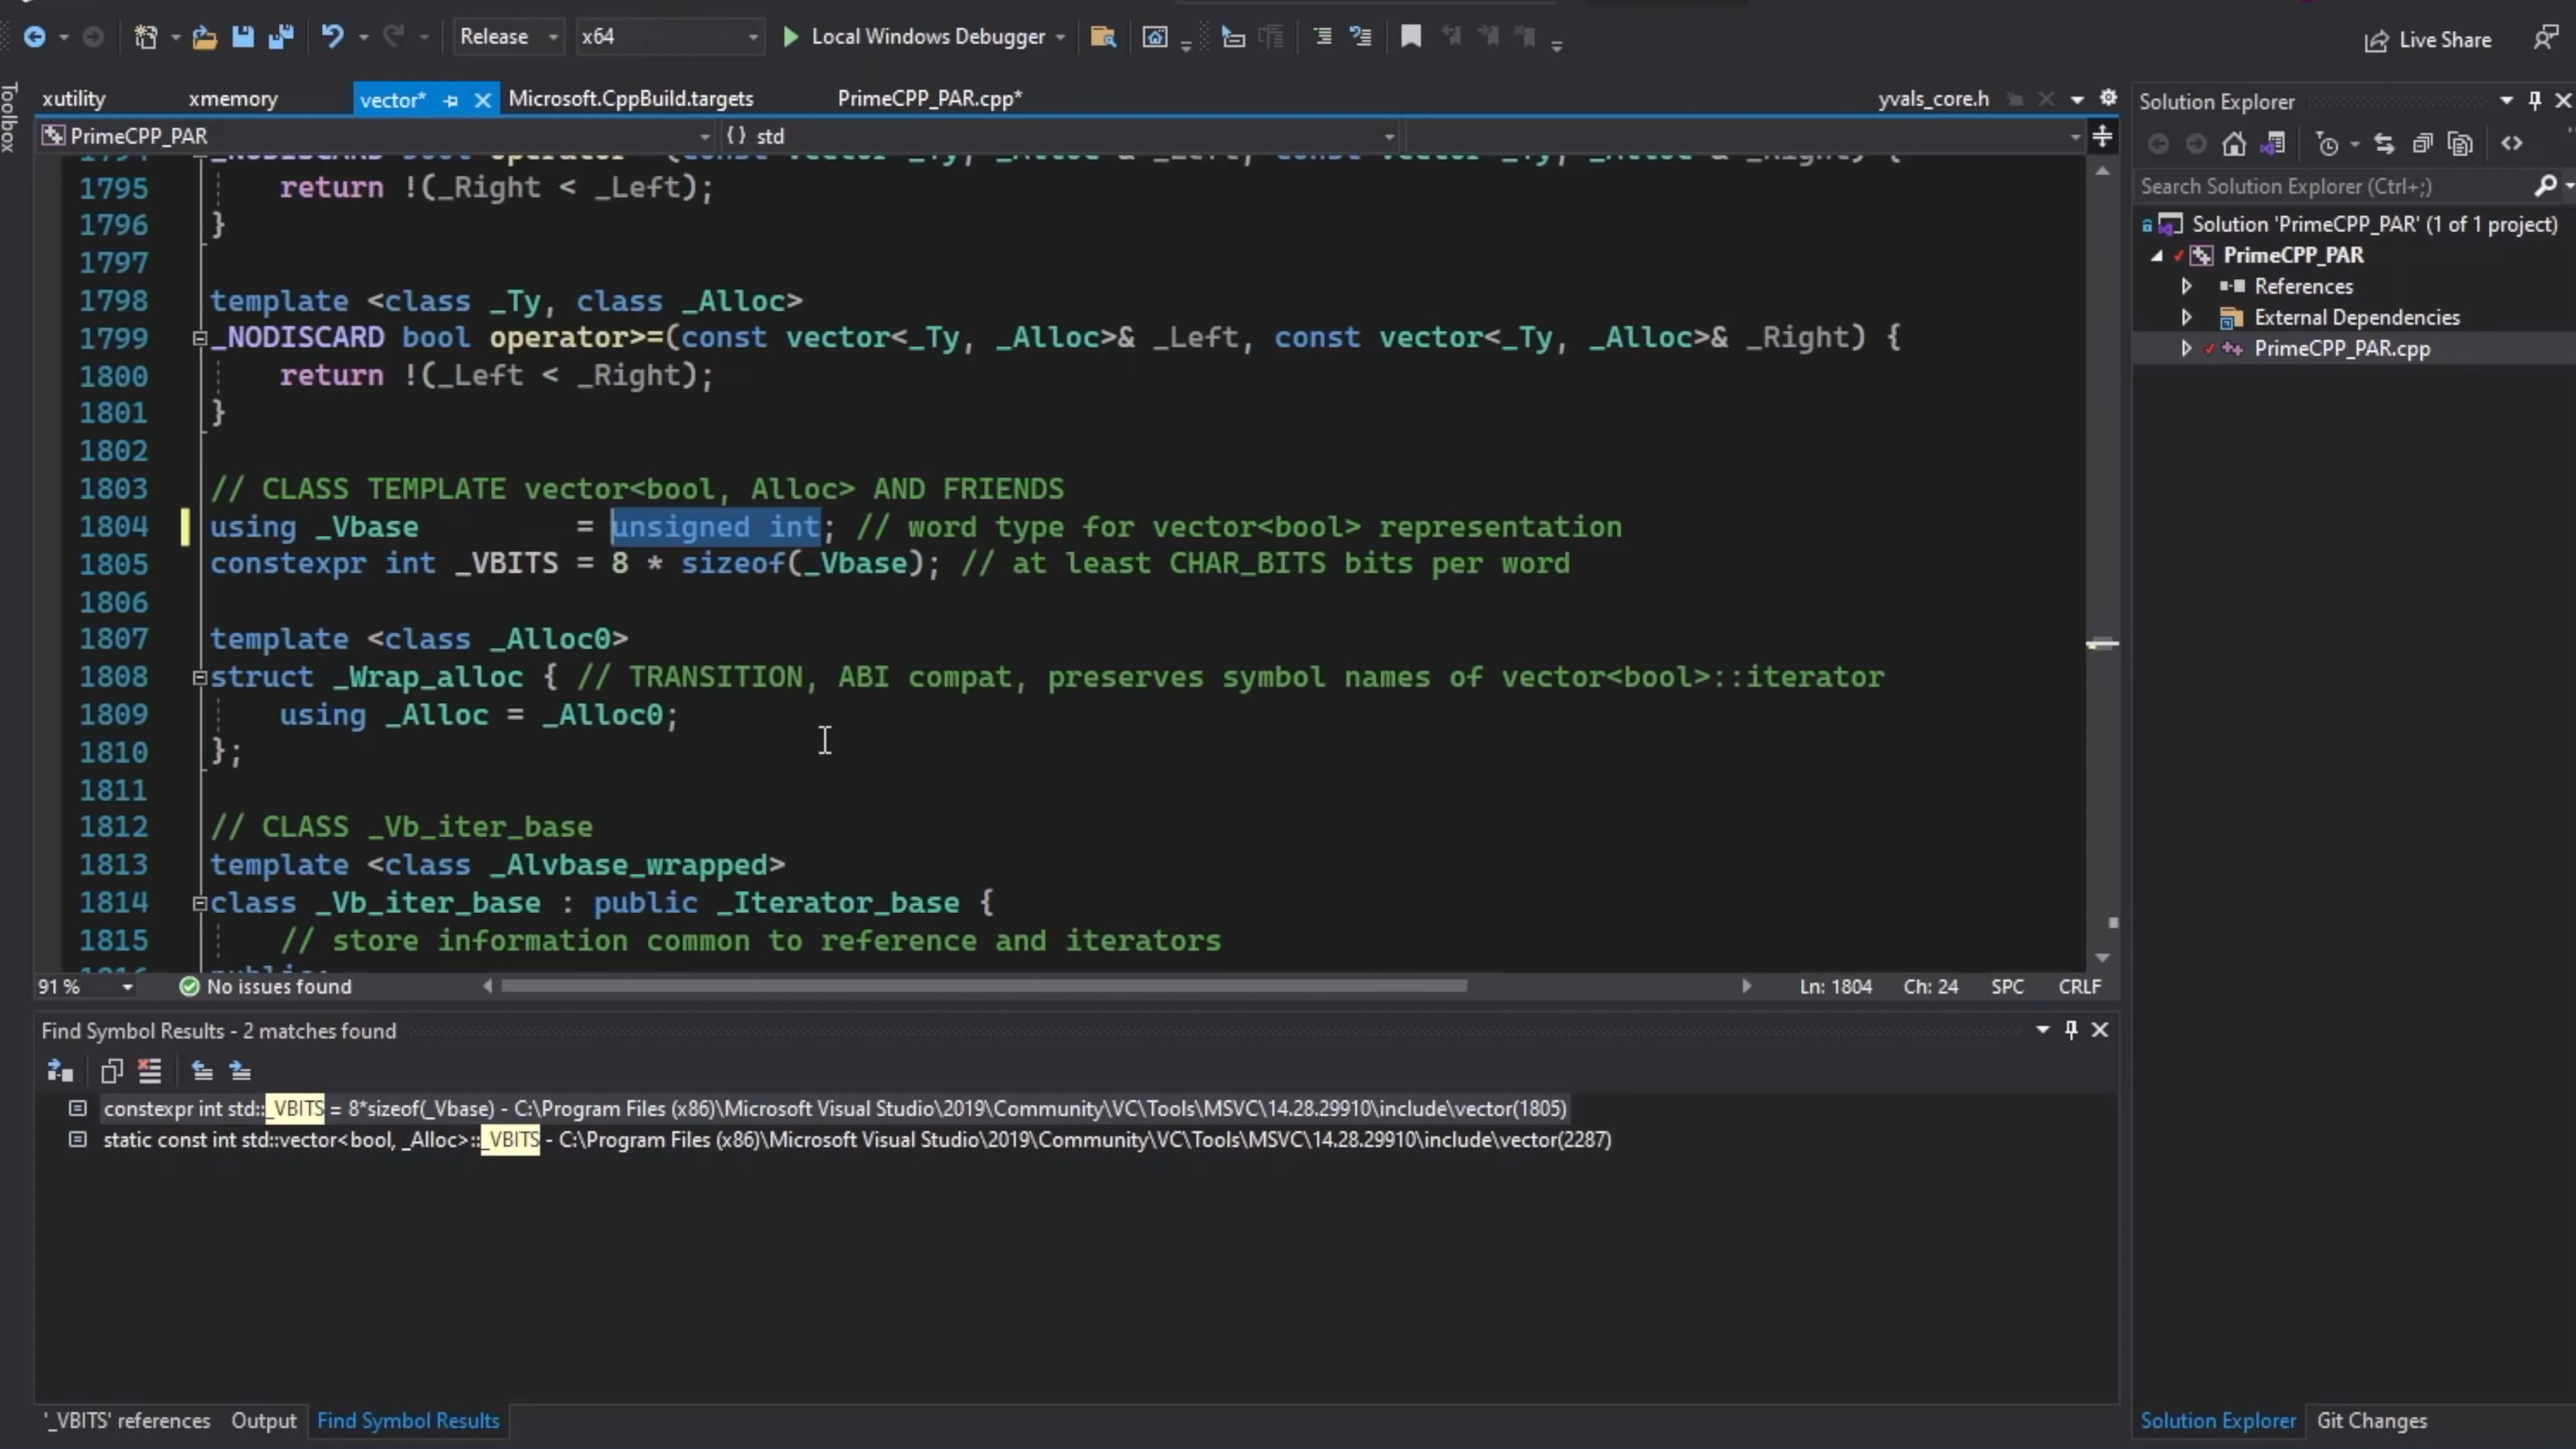 Release x64 Local Windows Debugger Live Share
Toolbox
xutility xmemory vector* Microsoft.CppBuild.targets PrimeCPP_PAR.cpp* yvals_core.h
PrimeCPP_PAR {} std
1795 return !(_Right < _Left);
1796 }
1797
1798 template <class _Ty, class _Alloc>
1799 _NODISCARD bool operator>=(const vector<_Ty, _Alloc>& _Left, const vector<_Ty, _Alloc>& _Right) {
1800 return !(_Left < _Right);
1801 }
1802
1803 // CLASS TEMPLATE vector<bool, Alloc> AND FRIENDS
1804 using _Vbase = unsigned int; // word type for vector<bool> representation
1805 constexpr int _VBITS = 8 * sizeof(_Vbase); // at least CHAR_BITS bits per word
1806
1807 template <class _Alloc0>
1808 struct _Wrap_alloc { // TRANSITION, ABI compat, preserves symbol names of vector<bool>::iterator
1809 using _Alloc = _Alloc0;
1810 };
1811
1812 // CLASS _Vb_iter_base
1813 template <class _Alvbase_wrapped>
1814 class _Vb_iter_base : public _Iterator_base {
1815 // store information common to reference and iterators
91 % No issues found Ln: 1804 Ch: 24 SPC CRLF
Find Symbol Results - 2 matches found
constexpr int std::_VBITS = 8*sizeof(_Vbase) - C:\Program Files (x86)\Microsoft Visual Studio\2019\Community\VC\Tools\MSVC\14.28.29910\include\vector(1805)
static const int std::vector<bool, _Alloc>::_VBITS - C:\Program Files (x86)\Microsoft Visual Studio\2019\Community\VC\Tools\MSVC\14.28.29910\include\vector(2287)
'_VBITS' references Output Find Symbol Results
Solution Explorer
Search Solution Explorer (Ctrl+;)
Solution 'PrimeCPP_PAR' (1 of 1 project)
PrimeCPP_PAR
References
External Dependencies
PrimeCPP_PAR.cpp
Solution Explorer Git Changes